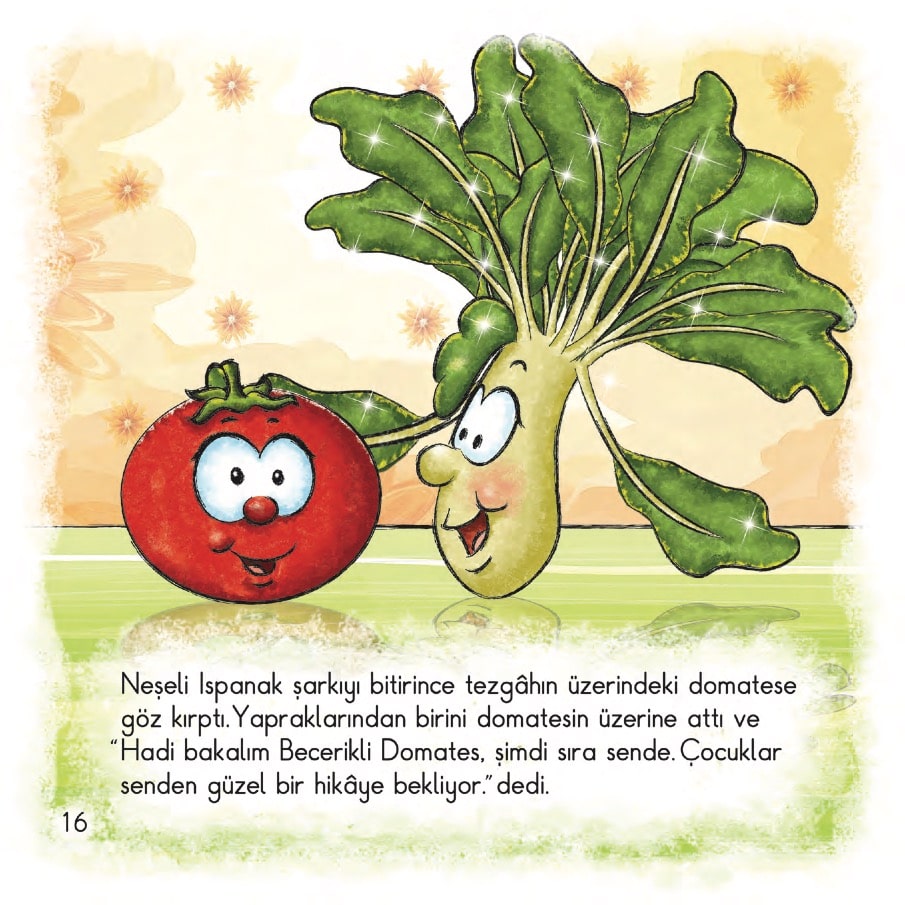 Neşeli Ispanak şarkıyı bitirince tezgâhın üzerindeki domatese
göz kırptı. Yapraklarından birini domatesin üzerine attı ve
“Hadi bakalım Becerikli Domates, şimdi sıra sende. Çocuklar
senden güzel bir hikâye bekliyor.” dedi.
16